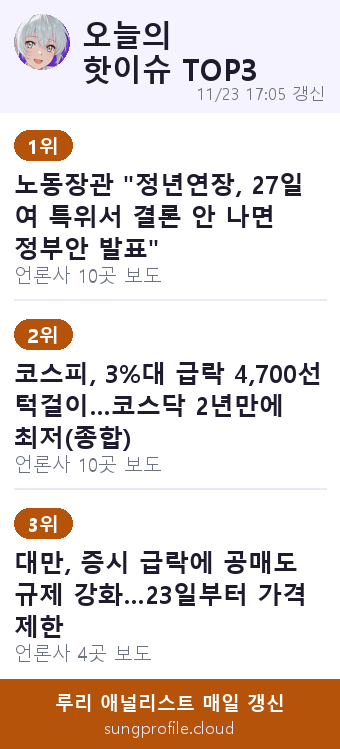 오늘의
핫이슈 TOP3
11/23 17:05 갱신
1위
노동장관 "정년연장, 27일
여 특위서 결론 안 나면
정부안 발표"
언론사 10곳 보도
2위
코스피, 3%대 급락 4,700선
턱걸이…코스닥 2년만에
최저(종합)
언론사 10곳 보도
3위
대만, 증시 급락에 공매도
규제 강화…23일부터 가격
제한
언론사 4곳 보도
루리 애널리스트 매일 갱신
sungprofile.cloud